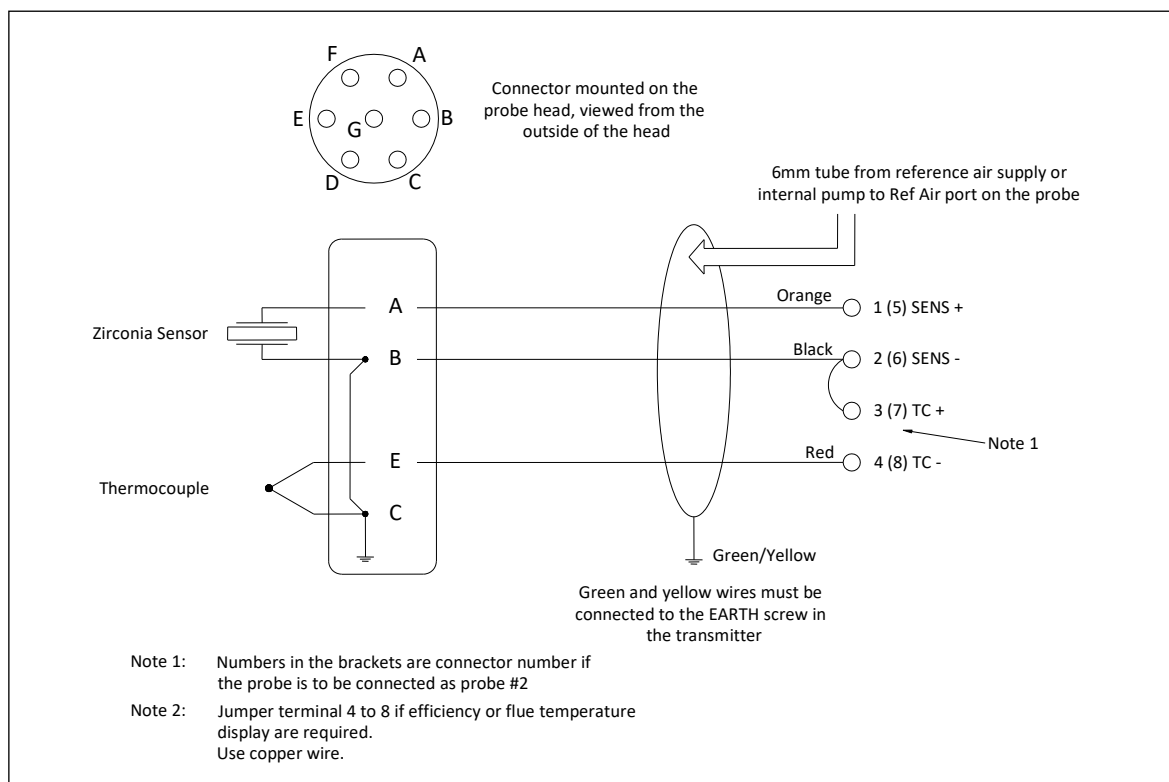 F
A
E
G
B
D
C
Connector mounted on the
probe head, viewed from the
outside of the head
6mm tube from reference air supply or
internal pump to Ref Air port on the probe
A
Orange
1 (5) SENS +
Zirconia Sensor
B
Black
2 (6) SENS -
3 (7) TC +
Note 1
E
Red
4 (8) TC -
Thermocouple
C
Green/Yellow
Green and yellow wires must be
connected to the EARTH screw in
the transmitter
Note 1: Numbers in the brackets are connector number if
the probe is to be connected as probe #2
Note 2: Jumper terminal 4 to 8 if efficiency or flue temperature
display are required.
Use copper wire.